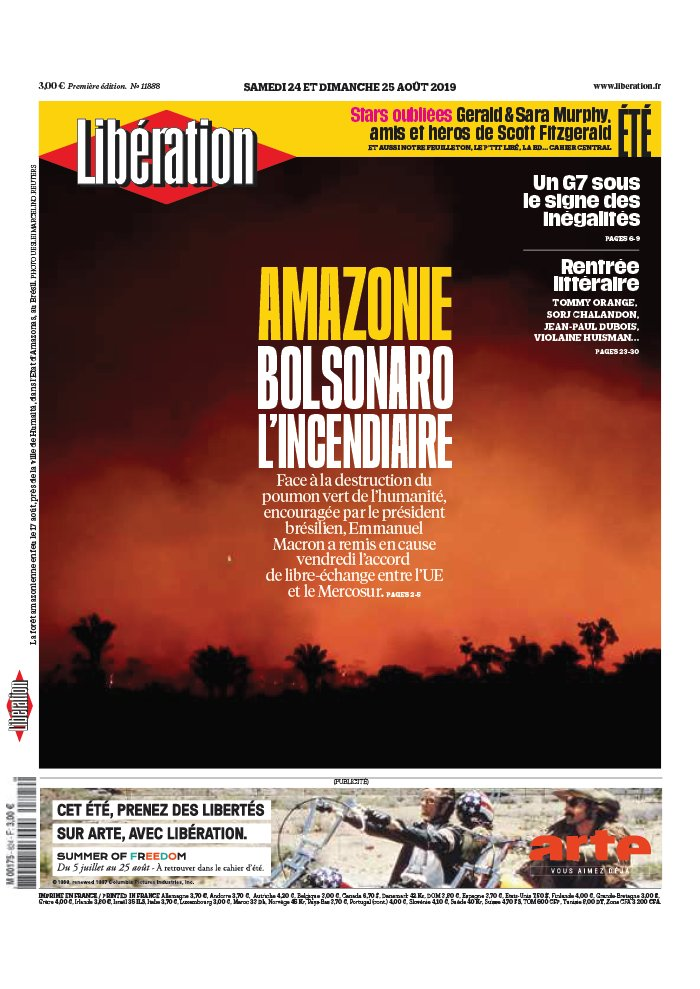 3,00 € Première édition. No 11888
SAMEDI 24 ET DIMANCHE 25 AOÛT 2019
www.liberation.fr
Libération
Stars oubliées Gerald & Sara Murphy,
amis et héros de Scott Fitzgerald
ET AUSSI NOTRE FEUILLETON, LE P'TIT LIBÉ, LA BD... CAHIER CENTRAL
ÉTÉ
Un G7 sous
le signe des
inégalités
PAGES 6-9
Rentrée
littéraire
TOMMY ORANGE,
SORJ CHALANDON,
JEAN-PAUL DUBOIS,
VIOLAINE HUISMAN...
PAGES 23-30
AMAZONIE
BOLSONARO
L'INCENDIAIRE
Face à la destruction du
poumon vert de l'humanité,
encouragée par le président
brésilien, Emmanuel
Macron a remis en cause
vendredi l'accord
de libre-échange entre l'UE
et le Mercosur. PAGES 2-5
La forêt amazonienne en feu le 17 août, près de la ville de Humaitá, dans l'Etat d'Amazonas, au Brésil. PHOTO UESLEI MARCELINO. REUTERS
Libération
M 00175 - 824 - F: 3,00 €
(PUBLICITÉ)
CET ÉTÉ, PRENEZ DES LIBERTÉS
SUR ARTE, AVEC LIBÉRATION.
SUMMER OF FREEDOM
Du 5 juillet au 25 août - À retrouver dans le cahier d'été.
renewed 1997 Columbia Pictures Industries, Inc.
arte
VOUS AIMEZ DÉJÀ
IMPRIMÉ EN FRANCE / PRINTED IN FRANCE Allemagne 3,70 €, Andorre 3,70 €, Autriche 4,20 €, Belgique 3,00 €, Canada 6,70 $, Danemark 42 Kr, DOM 3,80 €, Espagne 3,70 €, Etats-Unis 7,50 $, Finlande 4,00 €, Grande-Bretagne 3,00 £,
Grèce 4,00 €, Irlande 3,80 €, Israël 35 ILS, Italie 3,70 €, Luxembourg 3,00 €, Maroc 33 Dh, Norvège 45 Kr, Pays-Bas 3,70 €, Portugal (cont.) 4,00 €, Slovénie 4,10 €, Suède 40 Kr, Suisse 4,70 FS, TOM 600 CFP, Tunisie 8,00 DT, Zone CFA 3 200 CFA.